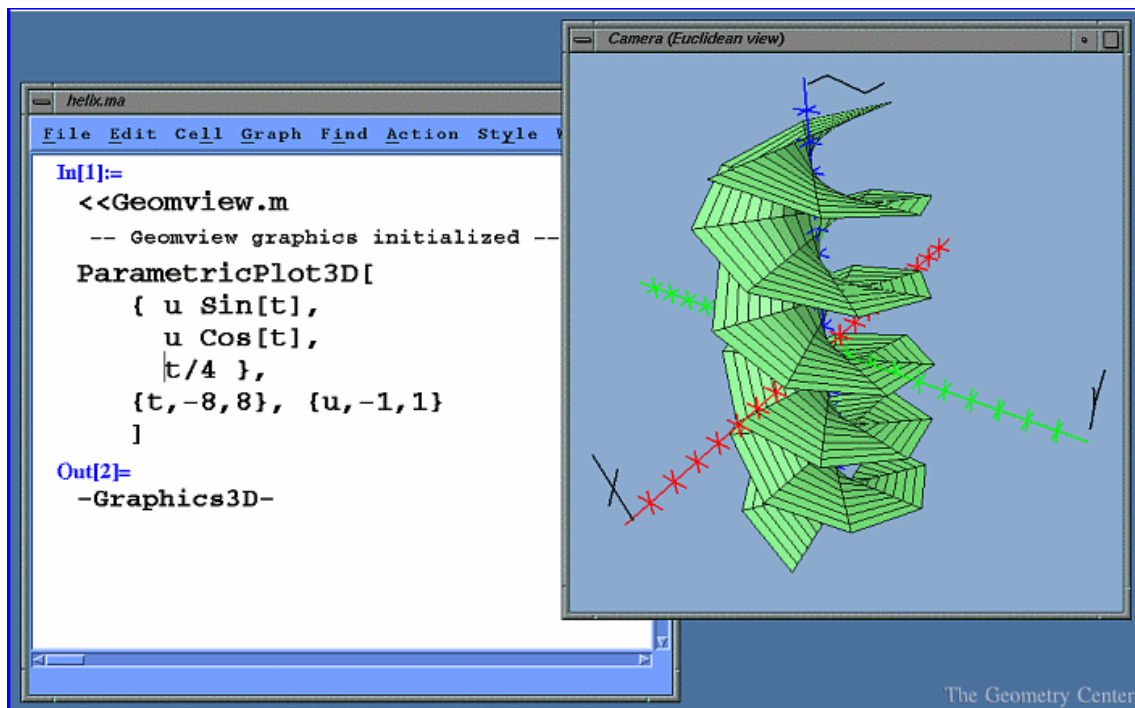 Camera (Euclidean view)
helix.ma
File Edit Cell Graph Find Action Style
In[1]:=
<<Geomview.m
-- Geomview graphics initialized --
ParametricPlot3D[
{ u Sin[t],
u Cos[t],
t/4 },
{t,-8,8}, {u,-1,1}
]
Out[2]=
-Graphics3D-
X
Y
The Geometry Center